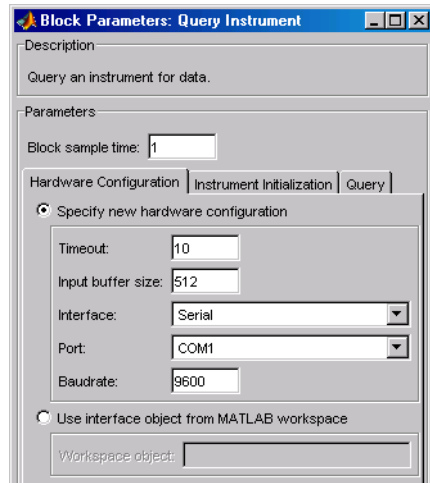 Block Parameters: Query Instrument
Description
Query an instrument for data.
Parameters
Block sample time: 1
Hardware Configuration Instrument Initialization Query
Specify new hardware configuration
Timeout: 10
Input buffer size: 512
Interface: Serial
Port: COM1
Baudrate: 9600
Use interface object from MATLAB workspace
Workspace object: